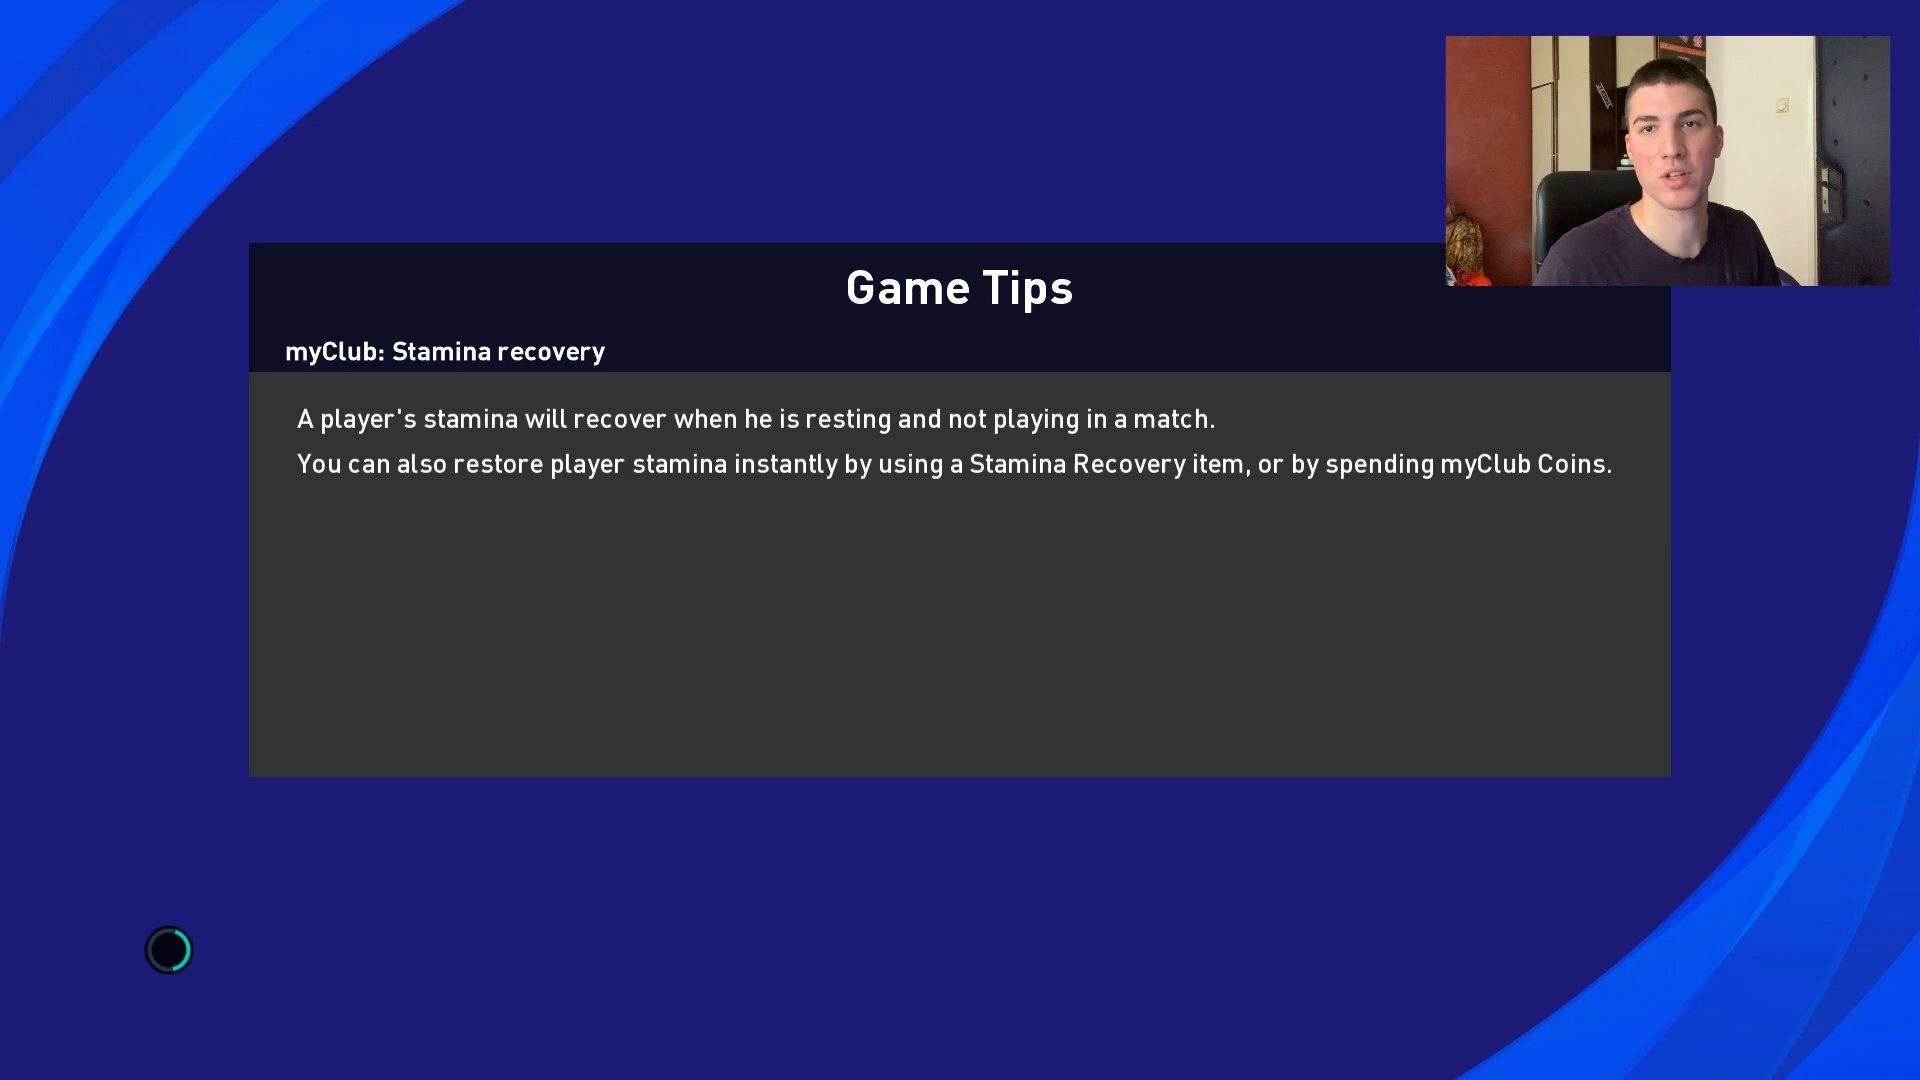 Game Tips
myClub: Stamina recovery
A player's stamina will recover when he is resting and not playing in a match.
You can also restore player stamina instantly by using a Stamina Recovery item, or by spending myClub Coins.